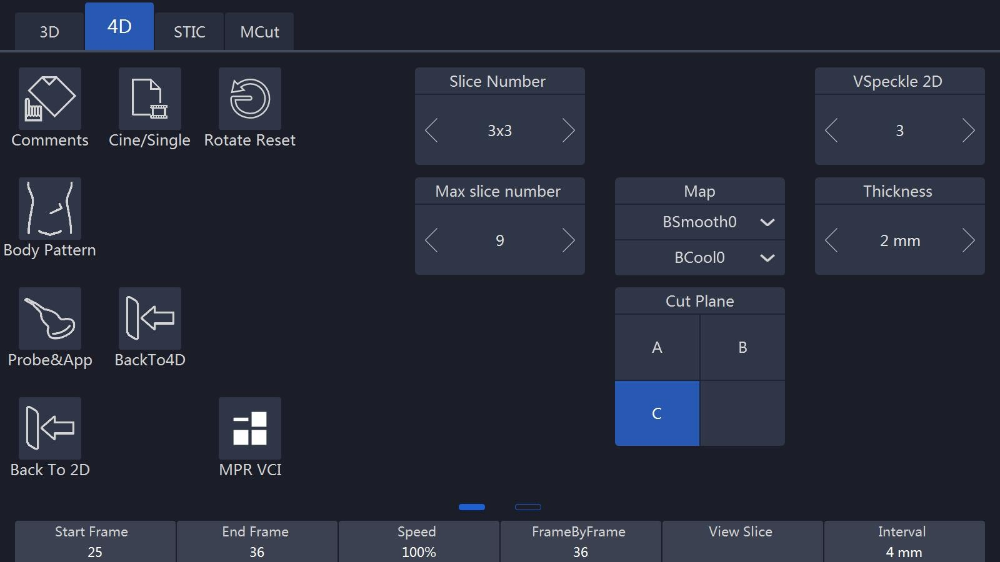 3D
4D
STIC
MCut
Comments
Cine/Single
Rotate Reset
Slice Number
3x3
VSpeckle 2D
3
Body Pattern
Max slice number
9
Map
BSmooth0
BCool0
Thickness
2 mm
Probe&App
BackTo4D
Cut Plane
A
B
C
Back To 2D
MPR VCI
Start Frame
25
End Frame
36
Speed
100%
FrameByFrame
36
View Slice
Interval
4 mm